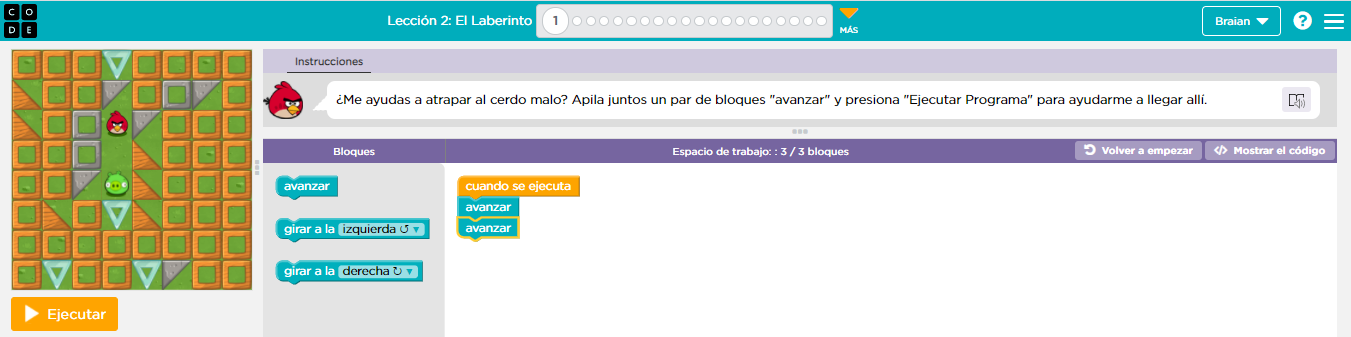 C O
D E
Lección 2: El Laberinto
1
MÁS
Braian
?
Instrucciones
¿Me ayudas a atrapar al cerdo malo? Apila juntos un par de bloques "avanzar" y presiona "Ejecutar Programa" para ayudarme a llegar allí.
Bloques
Espacio de trabajo: : 3 / 3 bloques
Volver a empezar
</> Mostrar el código
avanzar
girar a la izquierda ↺ ▾
girar a la derecha ↻ ▾
cuando se ejecuta
avanzar
avanzar
Ejecutar